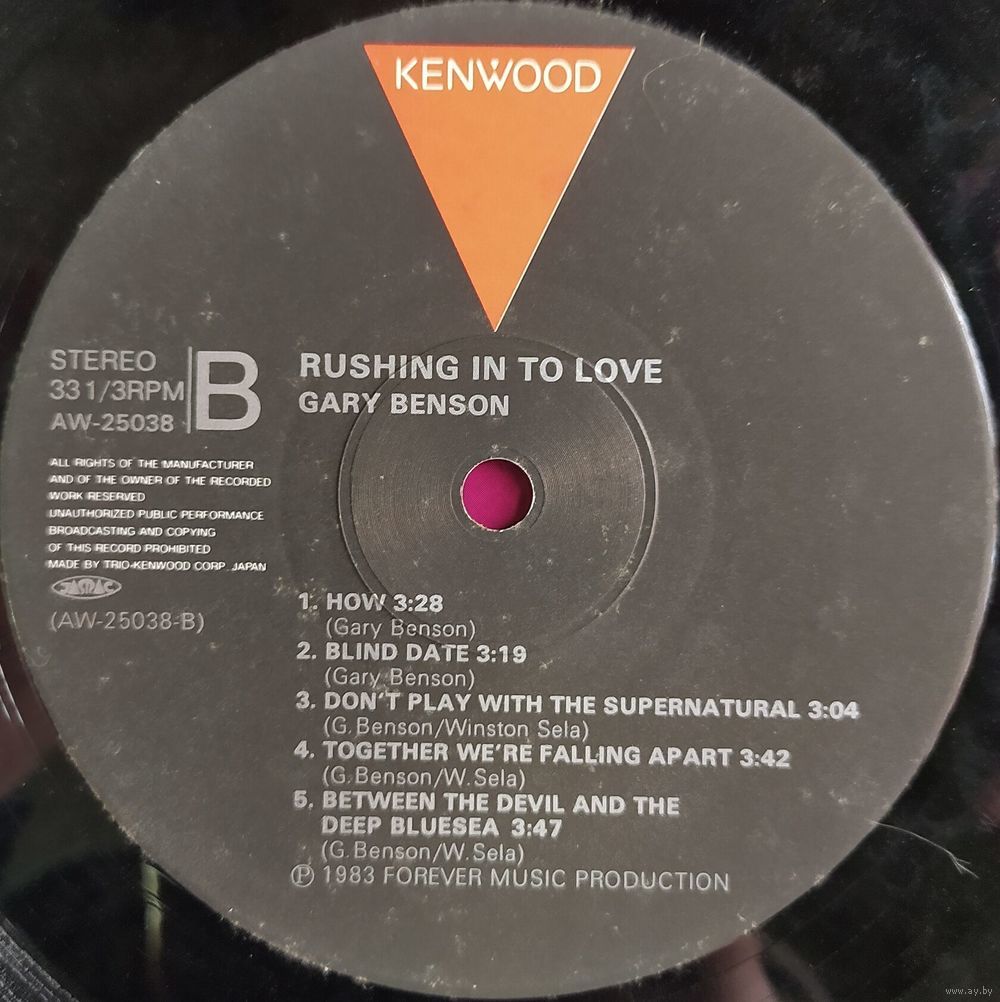 KENWOOD
STEREO
33 1/3RPM
AW-25038
B
RUSHING IN TO LOVE
GARY BENSON
ALL RIGHTS OF THE MANUFACTURER
AND OF THE OWNER OF THE RECORDED
WORK RESERVED
UNAUTHORIZED PUBLIC PERFORMANCE
BROADCASTING AND COPYING
OF THIS RECORD PROHIBITED
MADE BY TRIO-KENWOOD CORP. JAPAN
JASRAC
(AW-25038-B)
1. HOW 3:28
(Gary Benson)
2. BLIND DATE 3:19
(Gary Benson)
3. DON'T PLAY WITH THE SUPERNATURAL 3:04
(G.Benson/Winston Sela)
4. TOGETHER WE'RE FALLING APART 3:42
(G.Benson/W.Sela)
5. BETWEEN THE DEVIL AND THE
DEEP BLUESEA 3:47
(G.Benson/W.Sela)
℗ 1983 FOREVER MUSIC PRODUCTION
www.ay.by